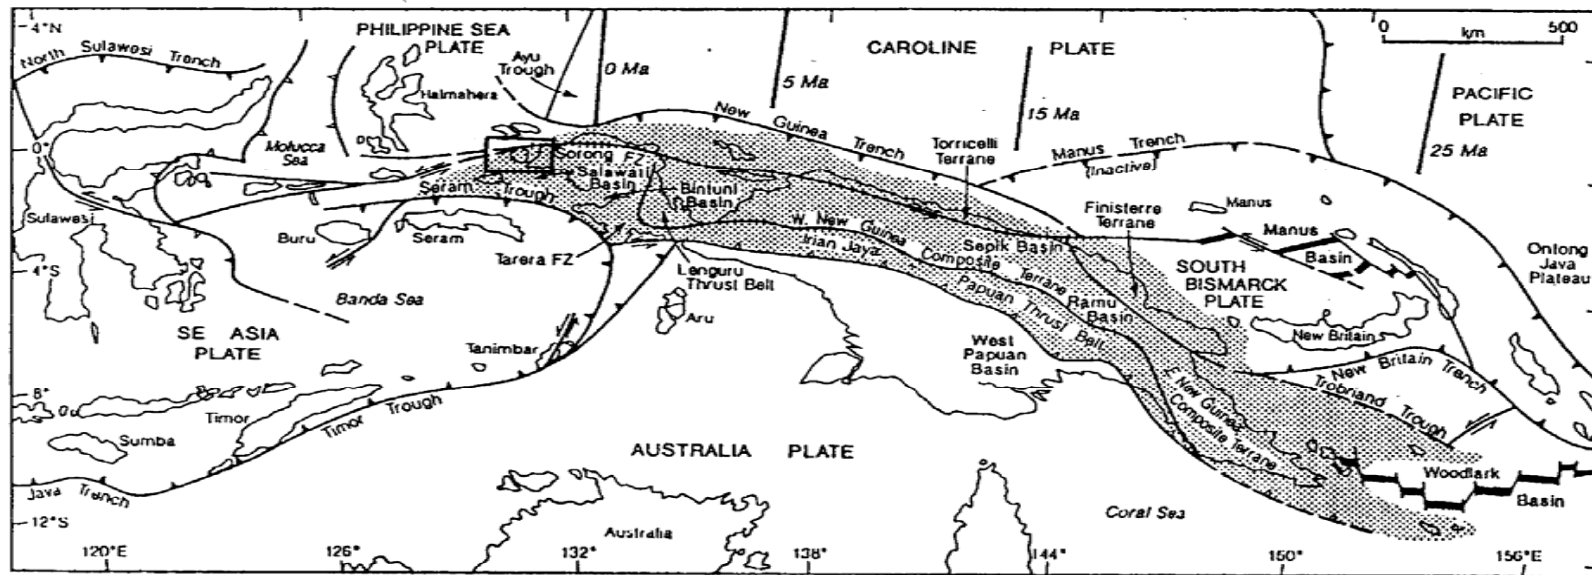 4°N
PHILIPPINE SEA
PLATE
CAROLINE PLATE
0 500
km
North Sulawesi Trench
Ayu
Trough
0 Ma
5 Ma
15 Ma
25 Ma
PACIFIC
PLATE
Halmahera
New Guinea Trench
Torricelli
Terrane
Manus Trench
(Inactive)
0°
Molucca
Sea
Sorong FZ
Salawati
Basin
Seram Trough
Bintuni
Basin
Finisterre
Terrane
Manus
Sulawesi
Buru
Seram
Tarera FZ
W. New Guinea Composite Terrane
Irian Jaya
Sepik Basin
Manus
Basin
Ontong
Java
Plateau
4°S
Banda Sea
Lenguru
Thrust Belt
Papuan Thrust Belt
Ramu
Basin
SOUTH
BISMARCK
PLATE
SE ASIA
PLATE
Aru
Tanimbar
West
Papuan
Basin
New Britain
New Britain Trench
8°
Timor
Timor Trough
E. New Guinea
Composite Terrane
Trobriand Trough
Sumba
AUSTRALIA PLATE
Woodlark
Basin
Java Trench
12°S
Australia
Coral Sea
120°E
126°
132°
138°
144°
150°
156°E